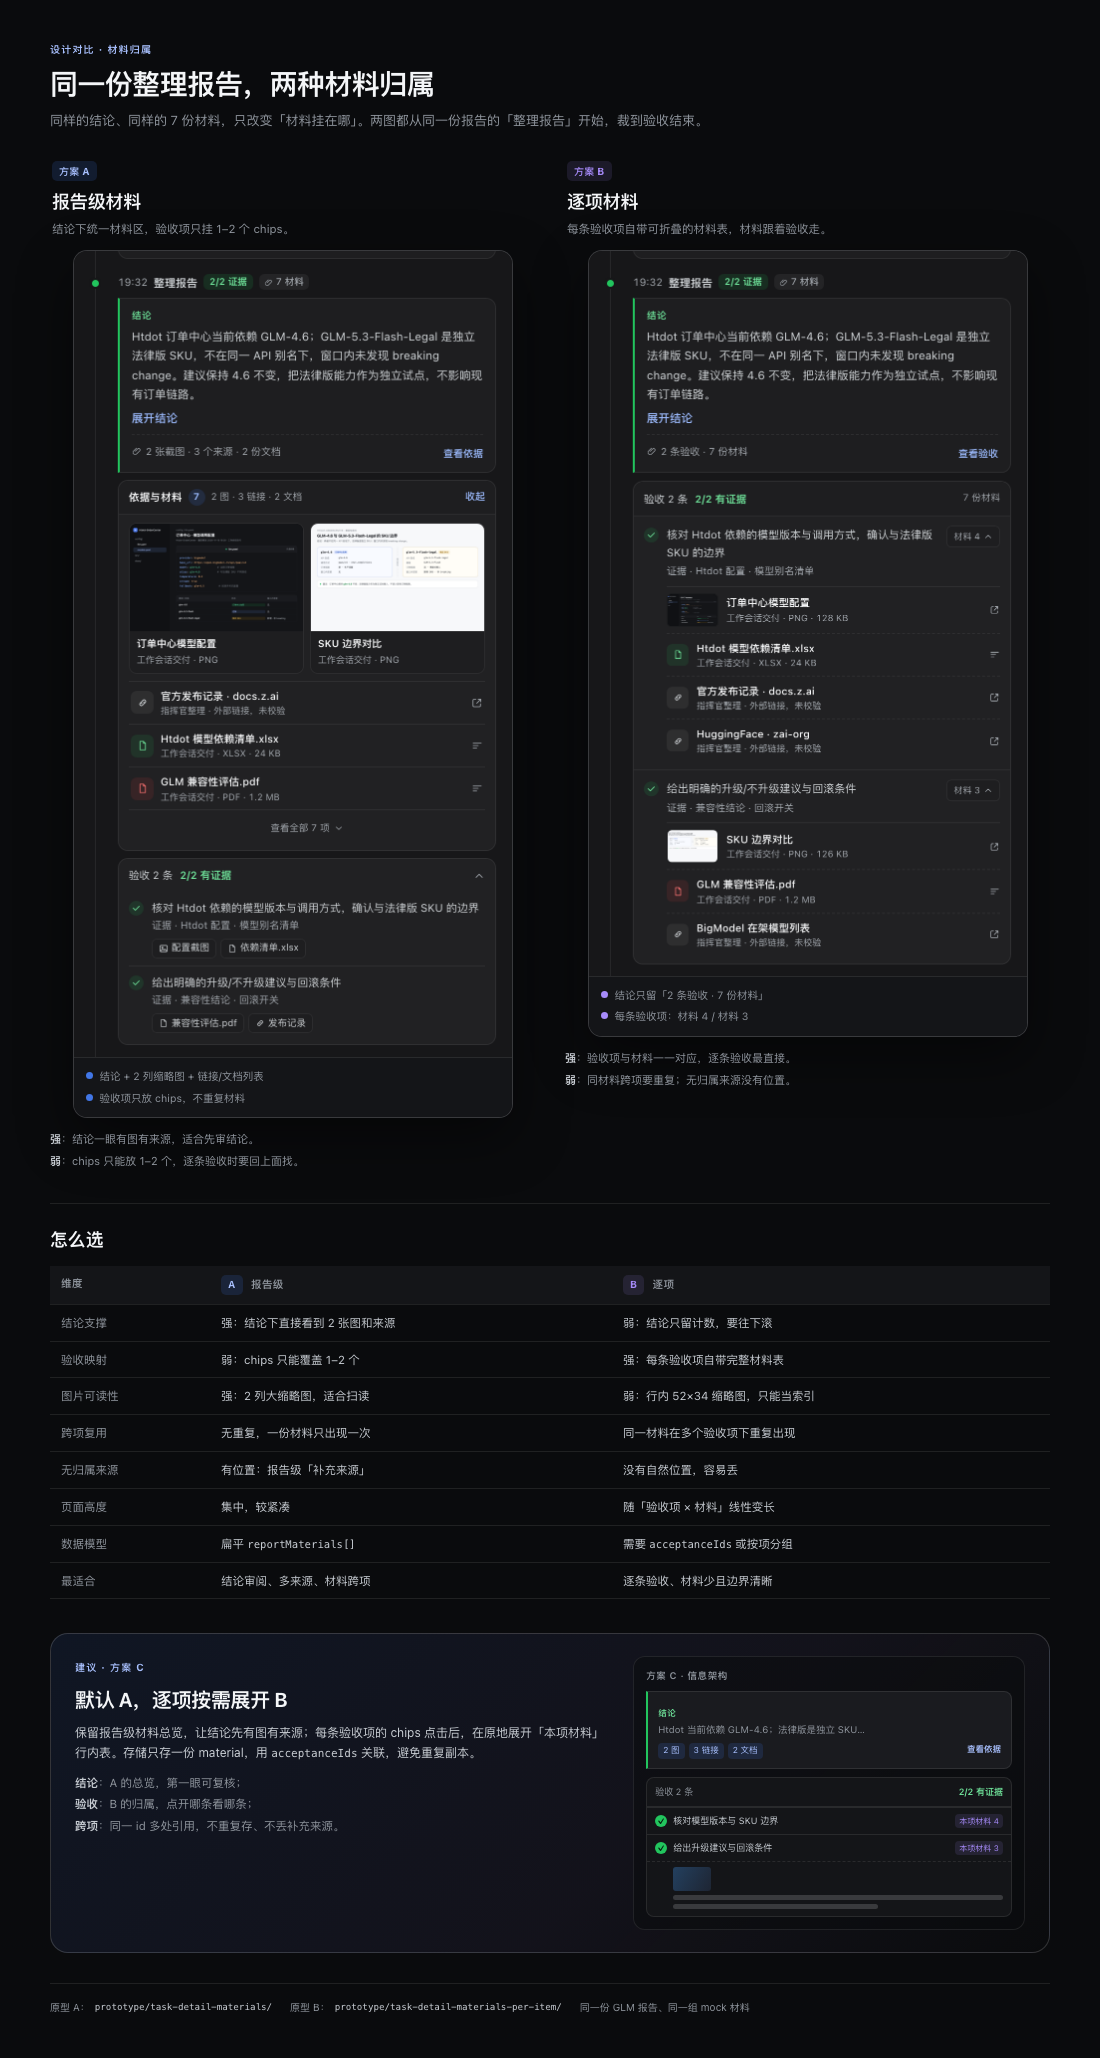 设计对比 · 材料归属
同一份整理报告，两种材料归属
同样的结论、同样的 7 份材料，只改变「材料挂在哪」。两图都从同一份报告的「整理报告」开始，裁到验收结束。
方案 A
报告级材料
结论下统一材料区，验收项只挂 1–2 个 chips。
19:32 整理报告 2/2 证据 7 材料
结论
Htdot 订单中心当前依赖 GLM-4.6；GLM-5.3-Flash-Legal 是独立
法律版 SKU，不在同一 API 别名下，窗口内未发现 breaking
change。建议保持 4.6 不变，把法律版能力作为独立试点，不影响现
有订单链路。
展开结论
2 张截图 · 3 个来源 · 2 份文档 查看依据
依据与材料 7 2 图 · 3 链接 · 2 文档 收起
订单中心模型配置
工作会话交付 · PNG
SKU 边界对比
工作会话交付 · PNG
官方发布记录 · docs.z.ai
指挥官整理 · 外部链接，未校验
Htdot 模型依赖清单.xlsx
工作会话交付 · XLSX · 24 KB
GLM 兼容性评估.pdf
工作会话交付 · PDF · 1.2 MB
查看全部 7 项
验收 2 条 2/2 有证据
核对 Htdot 依赖的模型版本与调用方式，确认与法律版 SKU 的边界
证据 · Htdot 配置 · 模型别名清单
配置截图 依赖清单.xlsx
给出明确的升级/不升级建议与回滚条件
证据 · 兼容性结论 · 回滚开关
兼容性评估.pdf 发布记录
结论 + 2 列缩略图 + 链接/文档列表
验收项只放 chips，不重复材料
强：结论一眼有图有来源，适合先审结论。
弱：chips 只能放 1–2 个，逐条验收时要回上面找。
方案 B
逐项材料
每条验收项自带可折叠的材料表，材料跟着验收走。
19:32 整理报告 2/2 证据 7 材料
结论
Htdot 订单中心当前依赖 GLM-4.6；GLM-5.3-Flash-Legal 是独立
法律版 SKU，不在同一 API 别名下，窗口内未发现 breaking
change。建议保持 4.6 不变，把法律版能力作为独立试点，不影响现
有订单链路。
展开结论
2 条验收 · 7 份材料 查看验收
验收 2 条 2/2 有证据 7 份材料
核对 Htdot 依赖的模型版本与调用方式，确认与法律版
SKU 的边界
材料 4
证据 · Htdot 配置 · 模型别名清单
订单中心模型配置
工作会话交付 · PNG · 128 KB
Htdot 模型依赖清单.xlsx
工作会话交付 · XLSX · 24 KB
官方发布记录 · docs.z.ai
指挥官整理 · 外部链接，未校验
HuggingFace · zai-org
指挥官整理 · 外部链接，未校验
给出明确的升级/不升级建议与回滚条件 材料 3
证据 · 兼容性结论 · 回滚开关
SKU 边界对比
工作会话交付 · PNG · 126 KB
GLM 兼容性评估.pdf
工作会话交付 · PDF · 1.2 MB
BigModel 在架模型列表
指挥官整理 · 外部链接，未校验
结论只留「2 条验收 · 7 份材料」
每条验收项：材料 4 / 材料 3
强：验收项与材料一一对应，逐条验收最直接。
弱：同材料跨项要重复；无归属来源没有位置。
怎么选
维度 A 报告级 B 逐项
结论支撑 强：结论下直接看到 2 张图和来源 弱：结论只留计数，要往下滚
验收映射 弱：chips 只能覆盖 1–2 个 强：每条验收项自带完整材料表
图片可读性 强：2 列大缩略图，适合扫读 弱：行内 52×34 缩略图，只能当索引
跨项复用 无重复，一份材料只出现一次 同一材料在多个验收项下重复出现
无归属来源 有位置：报告级「补充来源」 没有自然位置，容易丢
页面高度 集中，较紧凑 随「验收项 × 材料」线性变长
数据模型 扁平 reportMaterials[] 需要 acceptanceIds 或按项分组
最适合 结论审阅、多来源、材料跨项 逐条验收、材料少且边界清晰
建议 · 方案 C
默认 A，逐项按需展开 B
保留报告级材料总览，让结论先有图有来源；每条验收项的 chips 点击后，在原地展开「本项材料」
行内表。存储只存一份 material，用 acceptanceIds 关联，避免重复副本。
结论：A 的总览，第一眼可复核；
验收：B 的归属，点开哪条看哪条；
跨项：同一 id 多处引用，不重复存、不丢补充来源。
方案 C · 信息架构
结论
Htdot 当前依赖 GLM-4.6；法律版是独立 SKU…
2 图 3 链接 2 文档 查看依据
验收 2 条 2/2 有证据
核对模型版本与 SKU 边界 本项材料 4
给出升级建议与回滚条件 本项材料 3
原型 A： prototype/task-detail-materials/ 原型 B： prototype/task-detail-materials-per-item/ 同一份 GLM 报告、同一组 mock 材料